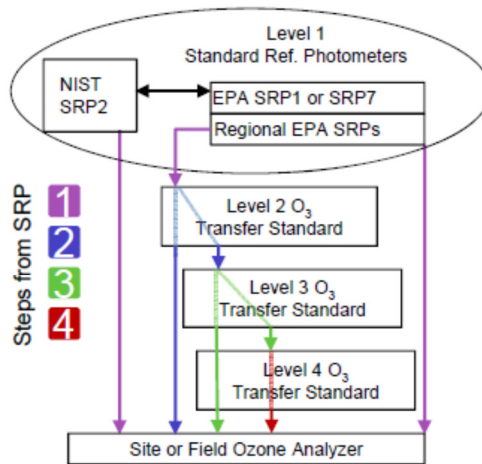 Level 1
Standard Ref. Photometers
NIST
SRP2
EPA SRP1 or SRP7
Regional EPA SRPs
Steps from SRP
1
2
3
4
Level 2 O₃
Transfer Standard
Level 3 O₃
Transfer Standard
Level 4 O₃
Transfer Standard
Site or Field Ozone Analyzer